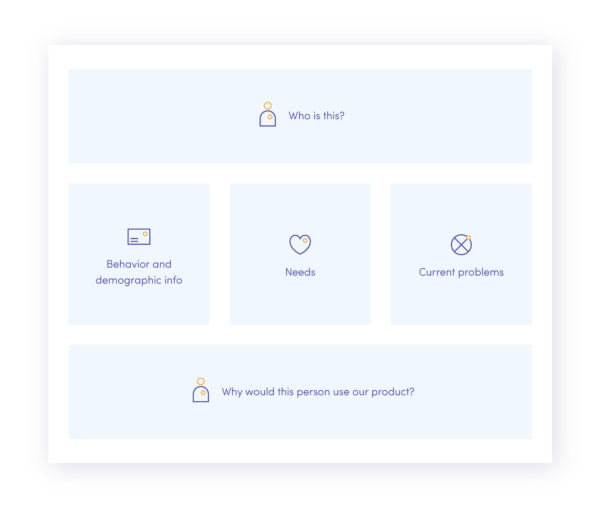 Who is this?
Behavior and
demographic info
Needs
Current problems
Why would this person use our product?